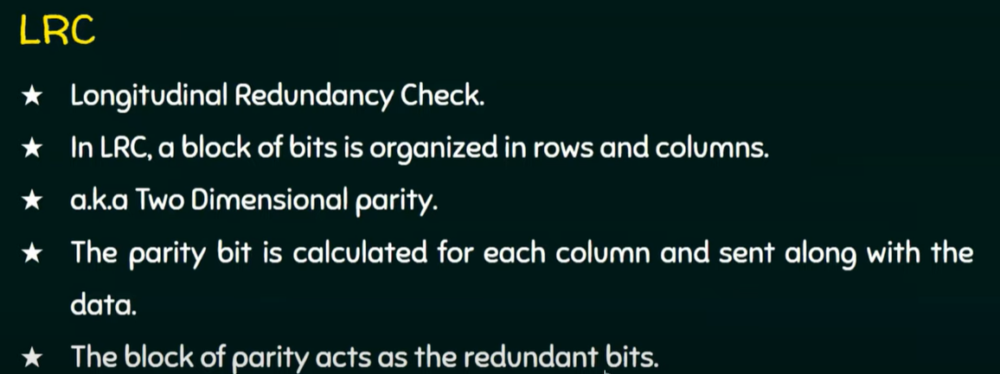 LRC
★ Longitudinal Redundancy Check.
★ In LRC, a block of bits is organized in rows and columns.
★ a.k.a Two Dimensional parity.
★ The parity bit is calculated for each column and sent along with the
data.
★ The block of parity acts as the redundant bits.